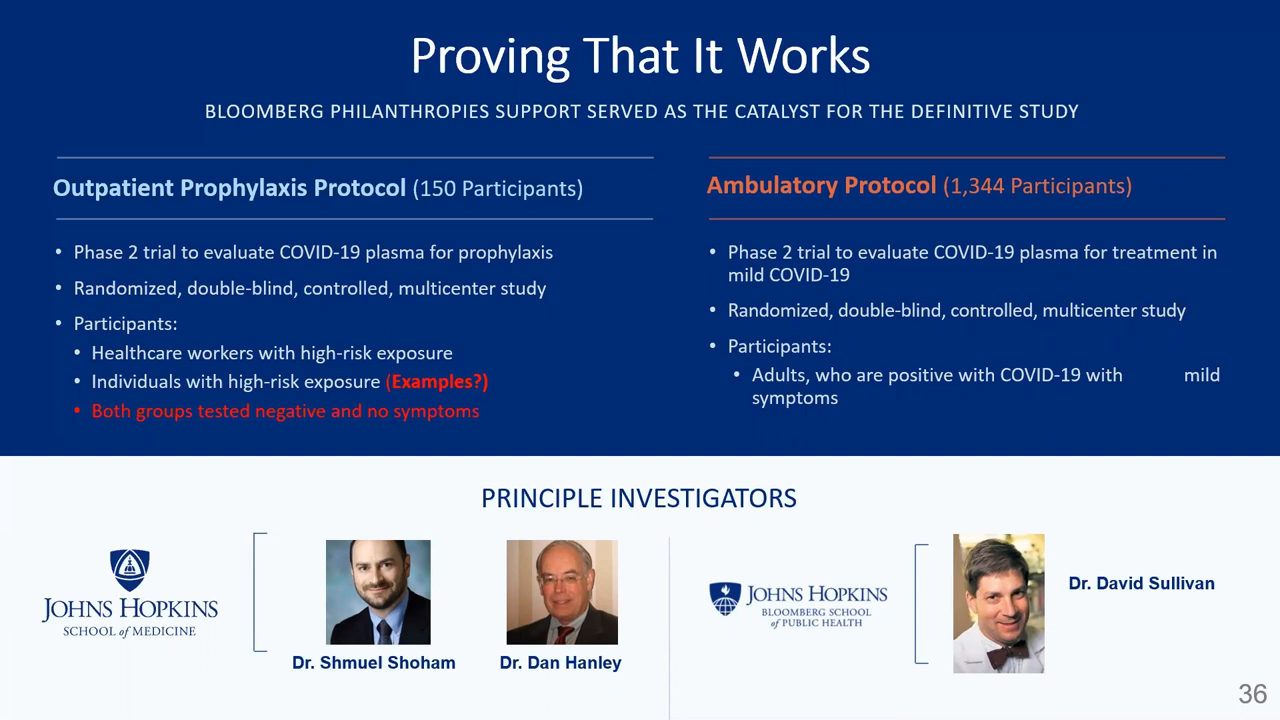 Proving That It Works
BLOOMBERG PHILANTHROPIES SUPPORT SERVED AS THE CATALYST FOR THE DEFINITIVE STUDY
Outpatient Prophylaxis Protocol (150 Participants)
• Phase 2 trial to evaluate COVID-19 plasma for prophylaxis
• Randomized, double-blind, controlled, multicenter study
• Participants:
• Healthcare workers with high-risk exposure
• Individuals with high-risk exposure (Examples?)
• Both groups tested negative and no symptoms
Ambulatory Protocol (1,344 Participants)
• Phase 2 trial to evaluate COVID-19 plasma for treatment in
mild COVID-19
• Randomized, double-blind, controlled, multicenter study
• Participants:
• Adults, who are positive with COVID-19 with mild
symptoms
PRINCIPLE INVESTIGATORS
JOHNS HOPKINS
SCHOOL of MEDICINE
Dr. Shmuel Shoham
Dr. Dan Hanley
JOHNS HOPKINS
BLOOMBERG SCHOOL
of PUBLIC HEALTH
Dr. David Sullivan
36